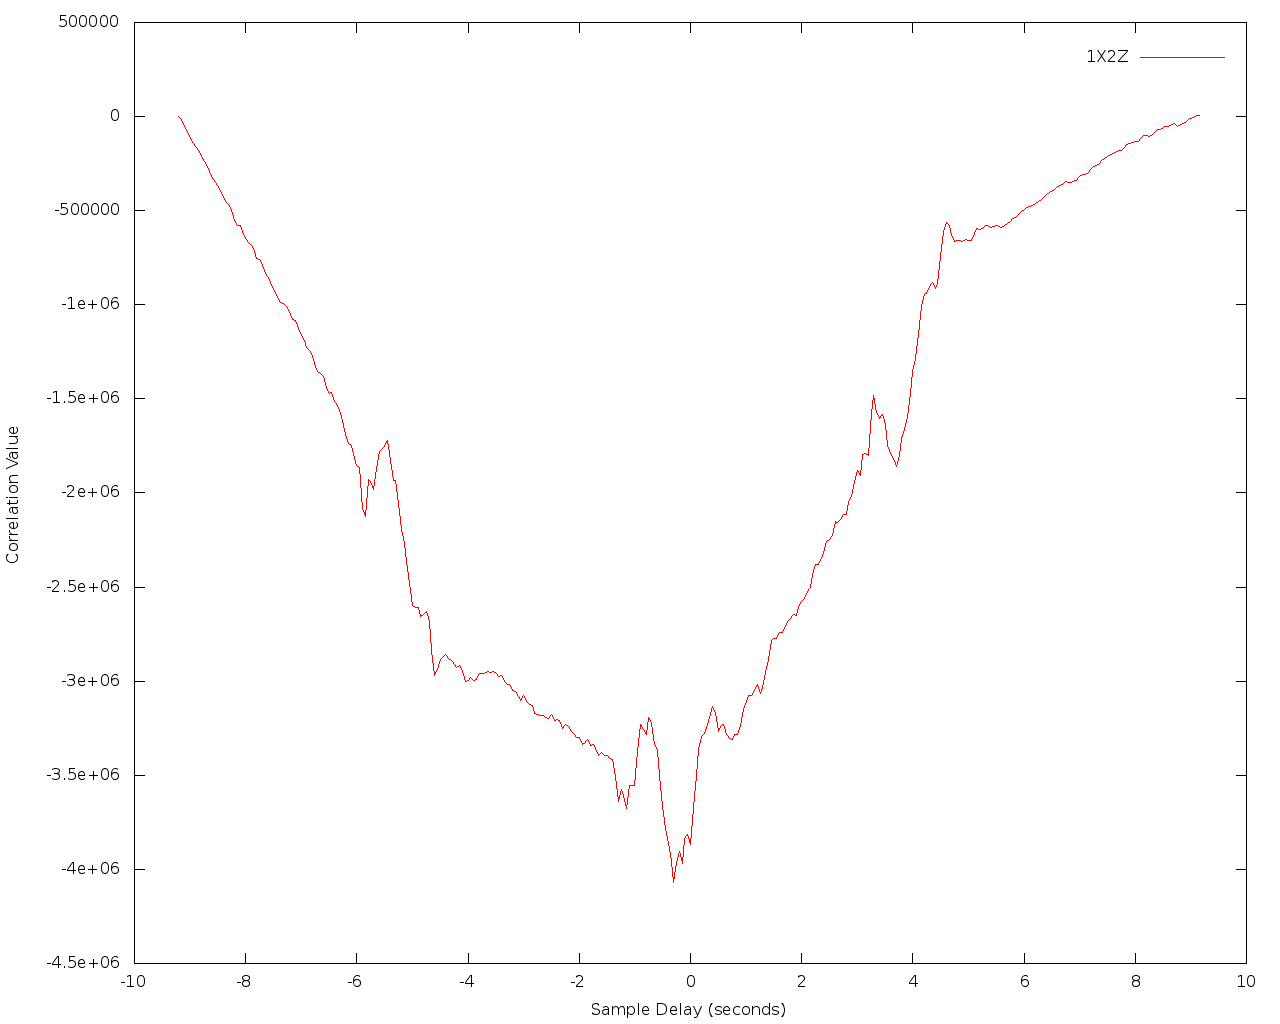 500000
1X2Z
0
-500000
-1e+06
-1.5e+06
-2e+06
-2.5e+06
-3e+06
-3.5e+06
-4e+06
-4.5e+06
Correlation Value
-10 -8 -6 -4 -2 0 2 4 6 8 10
Sample Delay (seconds)